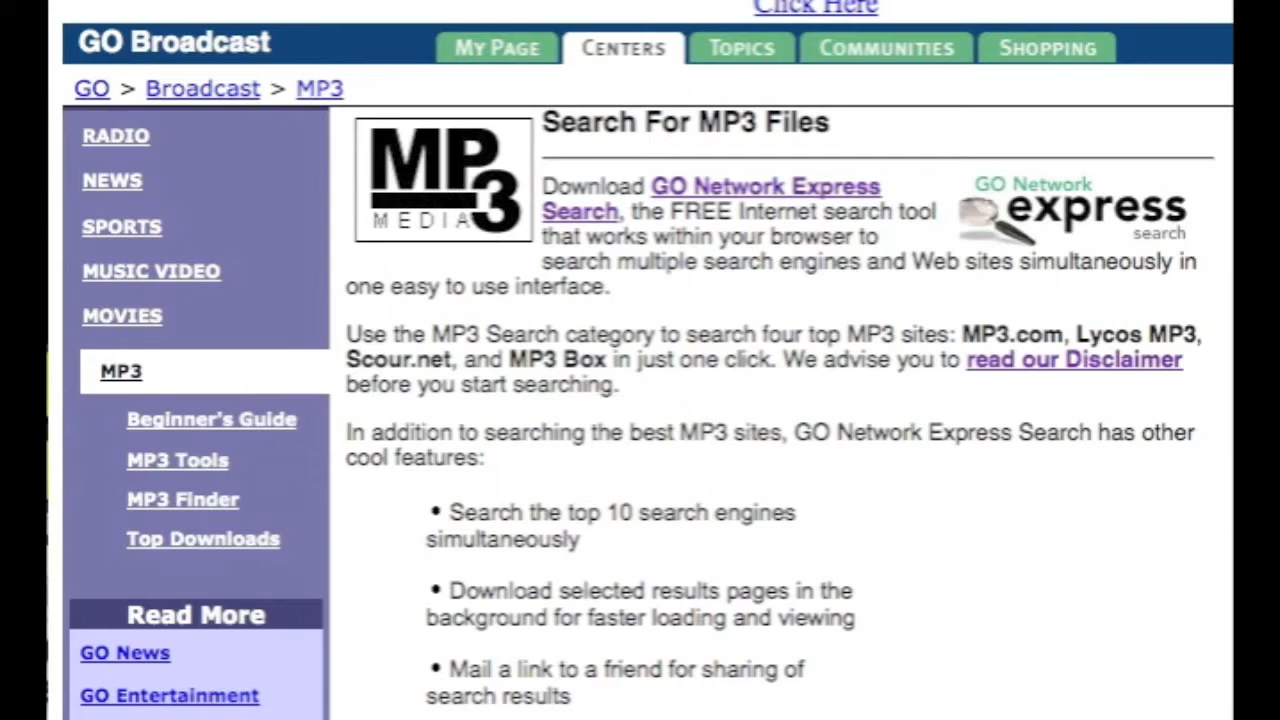 Click Here
GO Broadcast
MY PAGE
CENTERS
TOPICS
COMMUNITIES
SHOPPING
GO > Broadcast > MP3
RADIO
NEWS
SPORTS
MUSIC VIDEO
MOVIES
MP3
Beginner's Guide
MP3 Tools
MP3 Finder
Top Downloads
Read More
GO News
GO Entertainment
MP3
MEDIA
Search For MP3 Files
GO Network
express
search
Download GO Network Express
Search, the FREE Internet search tool
that works within your browser to
search multiple search engines and Web sites simultaneously in
one easy to use interface.
Use the MP3 Search category to search four top MP3 sites: MP3.com, Lycos MP3,
Scour.net, and MP3 Box in just one click. We advise you to read our Disclaimer
before you start searching.
In addition to searching the best MP3 sites, GO Network Express Search has other
cool features:
• Search the top 10 search engines
simultaneously
• Download selected results pages in the
background for faster loading and viewing
• Mail a link to a friend for sharing of
search results